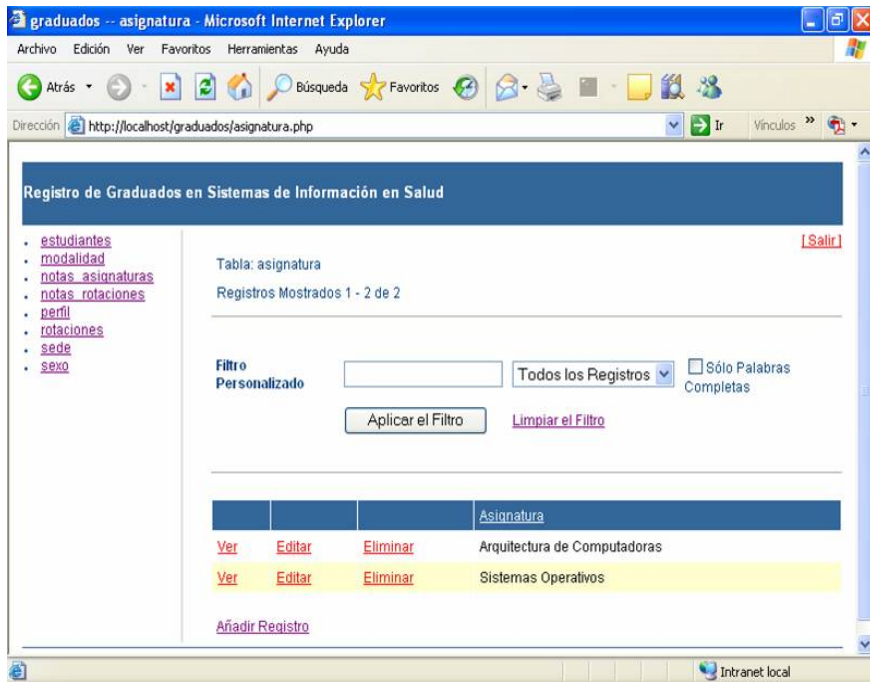 graduados -- asignatura - Microsoft Internet Explorer
Archivo Edición Ver Favoritos Herramientas Ayuda
Atrás Búsqueda Favoritos
Dirección http://localhost/graduados/asignatura.php Ir Vínculos »
Registro de Graduados en Sistemas de Información en Salud
[ Salir ]
estudiantes
modalidad
notas_asignaturas
notas_rotaciones
perfil
rotaciones
sede
sexo
Tabla: asignatura
Registros Mostrados 1 - 2 de 2
Filtro
Personalizado
Todos los Registros
Sólo Palabras
Completas
Aplicar el Filtro Limpiar el Filtro
Asignatura
Ver Editar Eliminar Arquitectura de Computadoras
Ver Editar Eliminar Sistemas Operativos
Añadir Registro
Intranet local